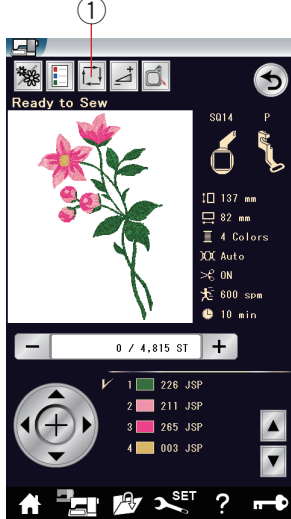 ①
Ready to Sew
SQ14 P
137 mm
82 mm
4 Colors
Auto
ON
600 spm
10 min
− 0 / 4,815 ST +
1 226 JSP
2 211 JSP
3 265 JSP
4 003 JSP
SET ?